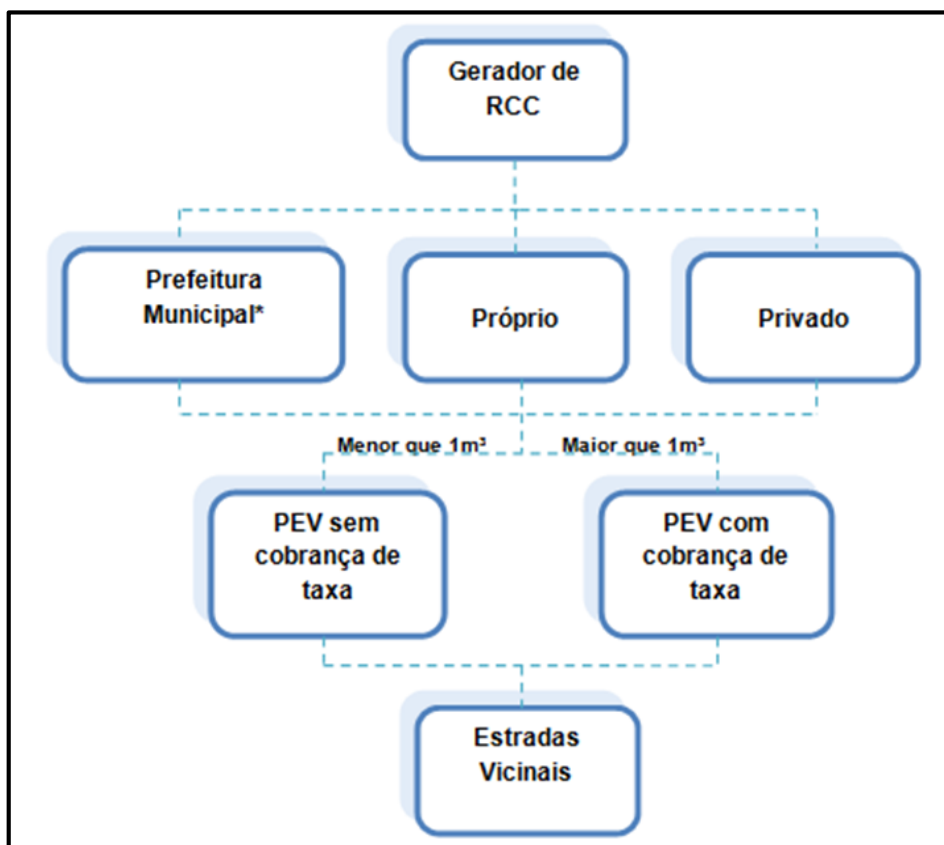 Gerador de
RCC
Prefeitura
Municipal*
Próprio
Privado
Menor que 1m³
Maior que 1m³
PEV sem
cobrança de
taxa
PEV com
cobrança de
taxa
Estradas
Vicinais